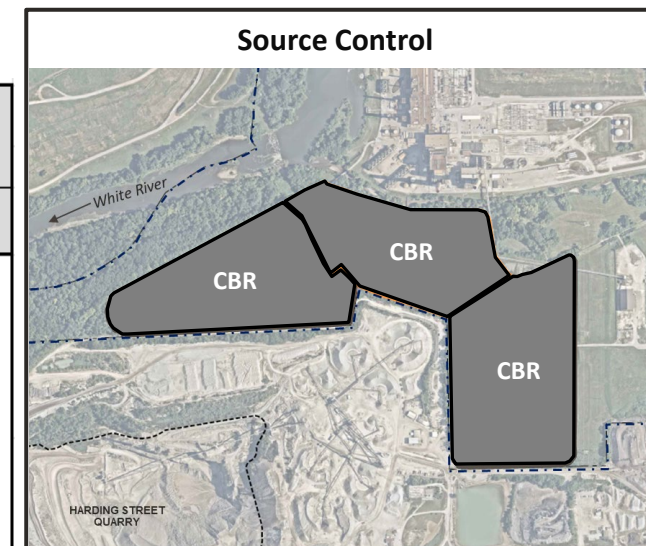 Source Control
White River
CBR
CBR
CBR
HARDING STREET
QUARRY